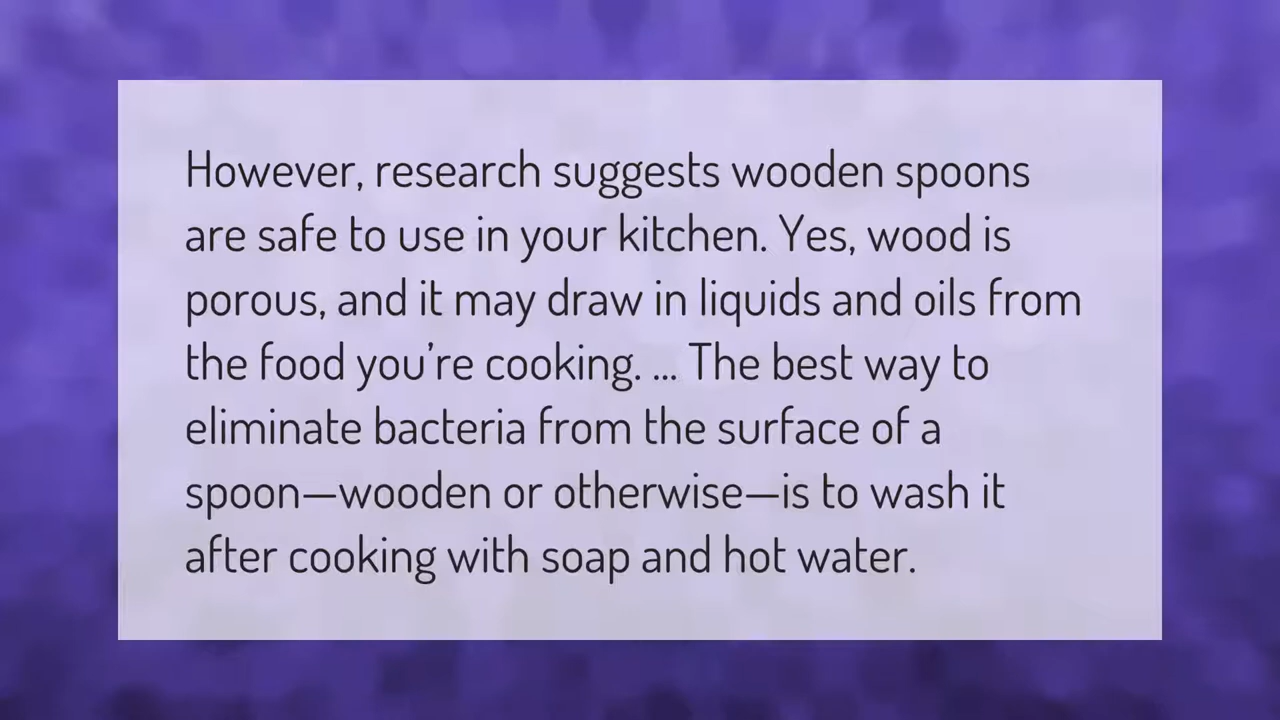 However, research suggests wooden spoons
are safe to use in your kitchen. Yes, wood is
porous, and it may draw in liquids and oils from
the food you’re cooking. ... The best way to
eliminate bacteria from the surface of a
spoon—wooden or otherwise—is to wash it
after cooking with soap and hot water.